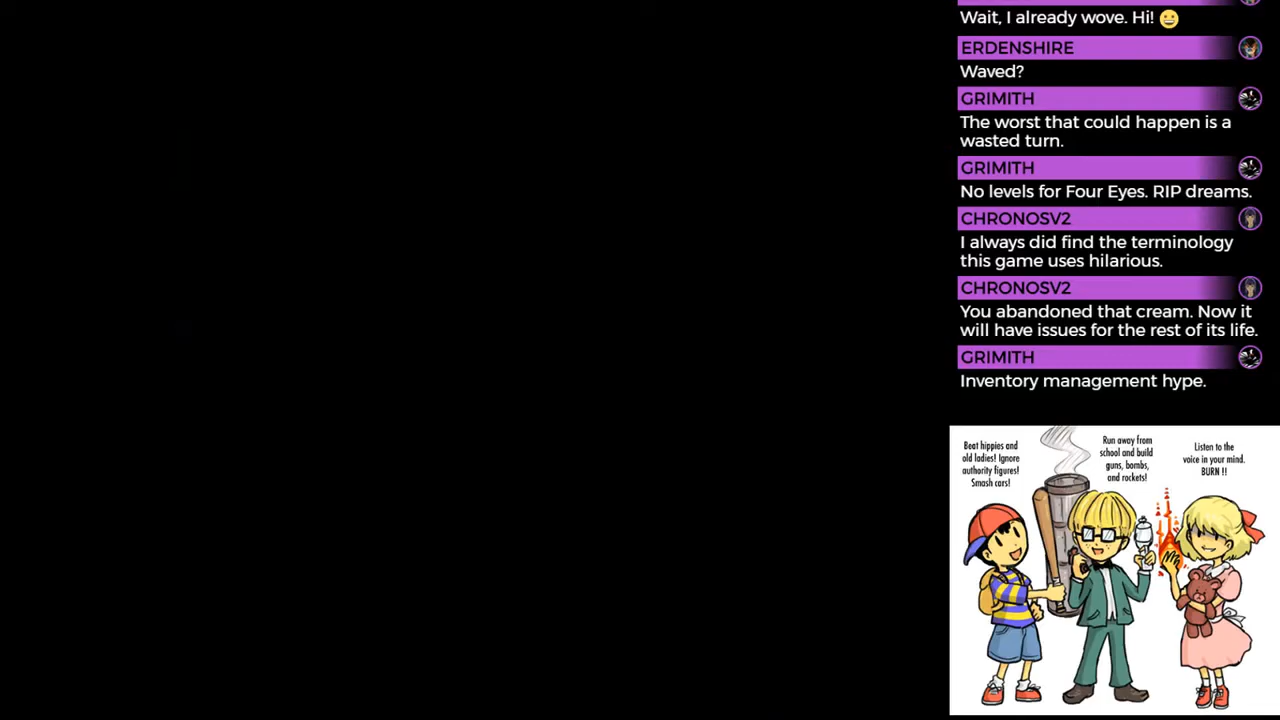 Wait, I already wove. Hi! 😀
ERDENSHIRE
Waved?
GRIMITH
The worst that could happen is a
wasted turn.
GRIMITH
No levels for Four Eyes. RIP dreams.
CHRONOSV2
I always did find the terminology
this game uses hilarious.
CHRONOSV2
You abandoned that cream. Now it
will have issues for the rest of its life.
GRIMITH
Inventory management hype.
Beat hippies and
old ladies! Ignore
authority figures!
Smash cars!
Run away from
school and build
guns, bombs,
and rockets!
Listen to the
voice in your mind.
BURN !!